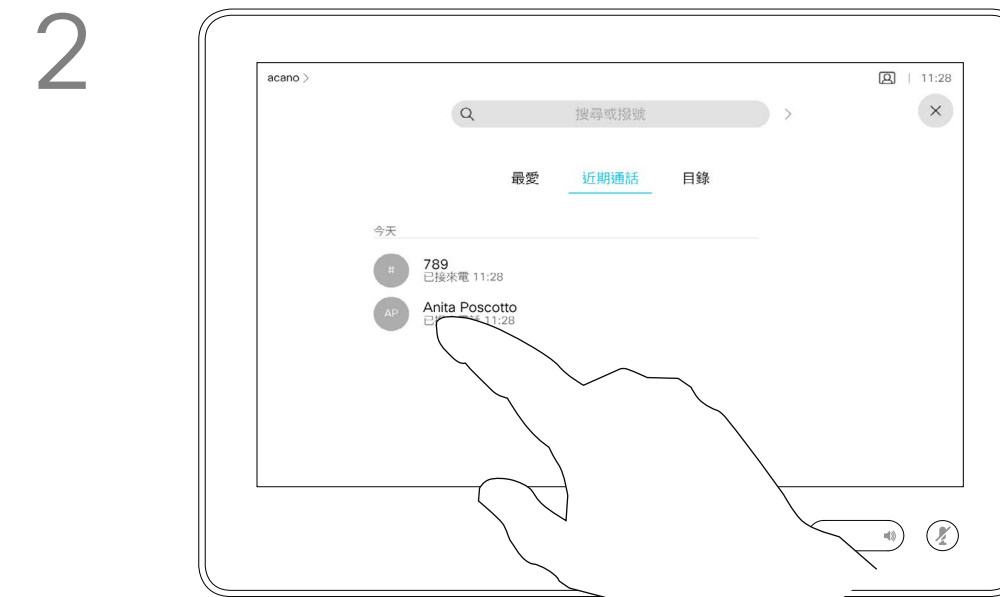 2
acano >
11:28
搜尋或撥號
最愛 近期通話 目錄
今天
#
789
已接來電 11:28
AP
Anita Poscotto
11:28